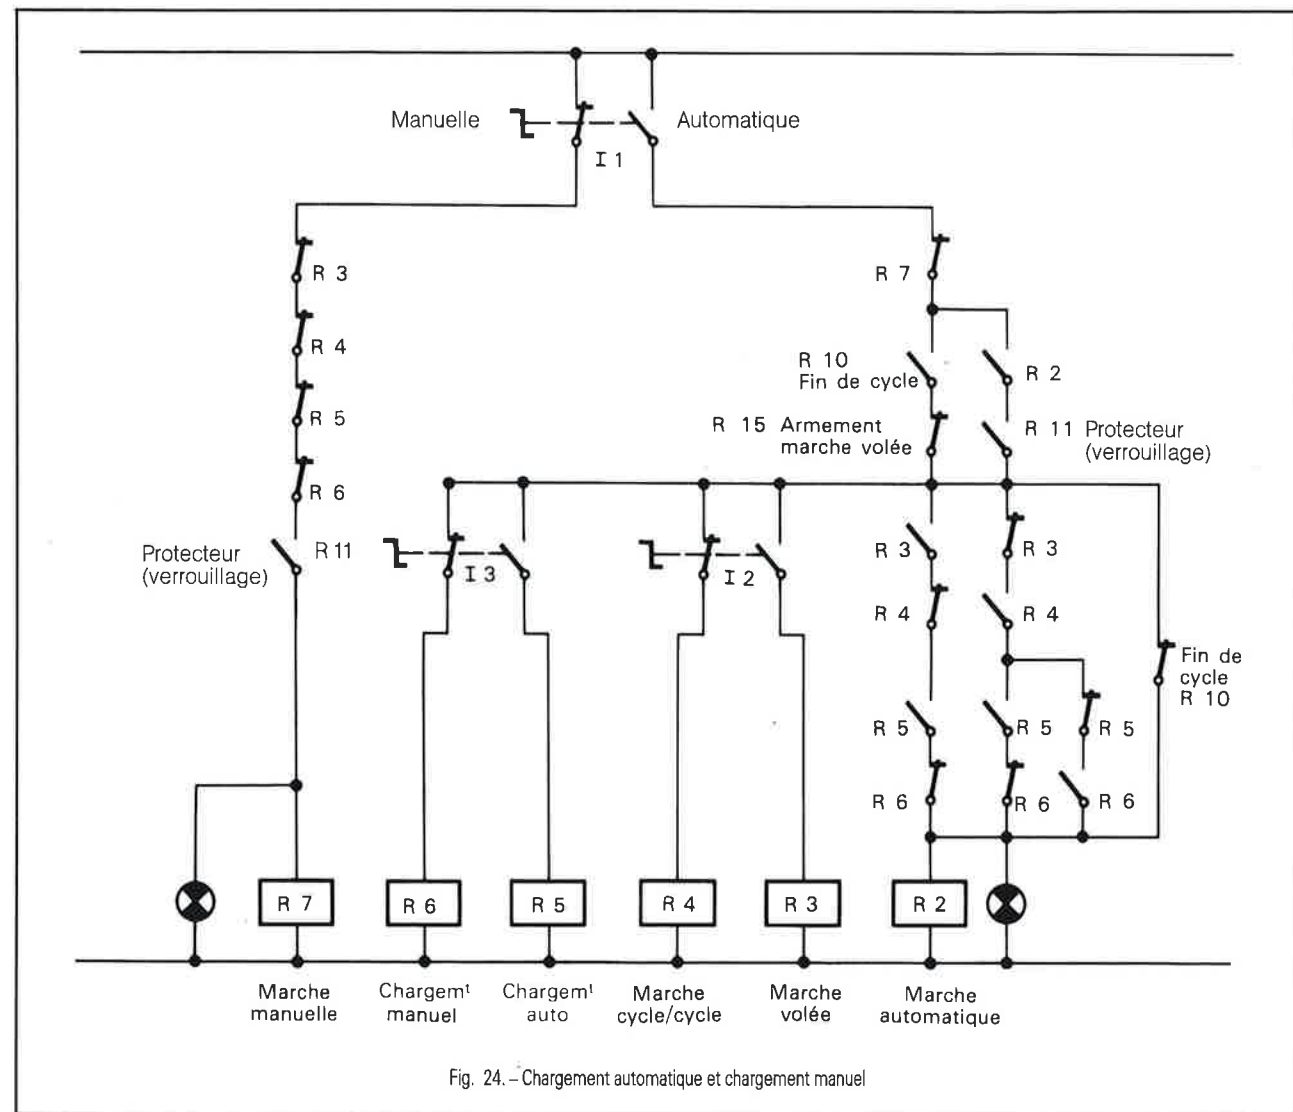 Manuelle
Automatique
I 1
R 3
R 7
R 4
R 10
Fin de cycle
R 2
R 5
R 15 Armement
marche volée
R 11 Protecteur
(verrouillage)
R 6
Protecteur
(verrouillage)
R 11
I 3
I 2
R 3
R 3
R 4
R 4
Fin de
cycle
R 10
R 5
R 5
R 5
R 6
R 6
R 6
R 7
R 6
R 5
R 4
R 3
R 2
Marche
manuelle
Chargemt
manuel
Chargemt
auto
Marche
cycle/cycle
Marche
volée
Marche
automatique
Fig. 24. – Chargement automatique et chargement manuel